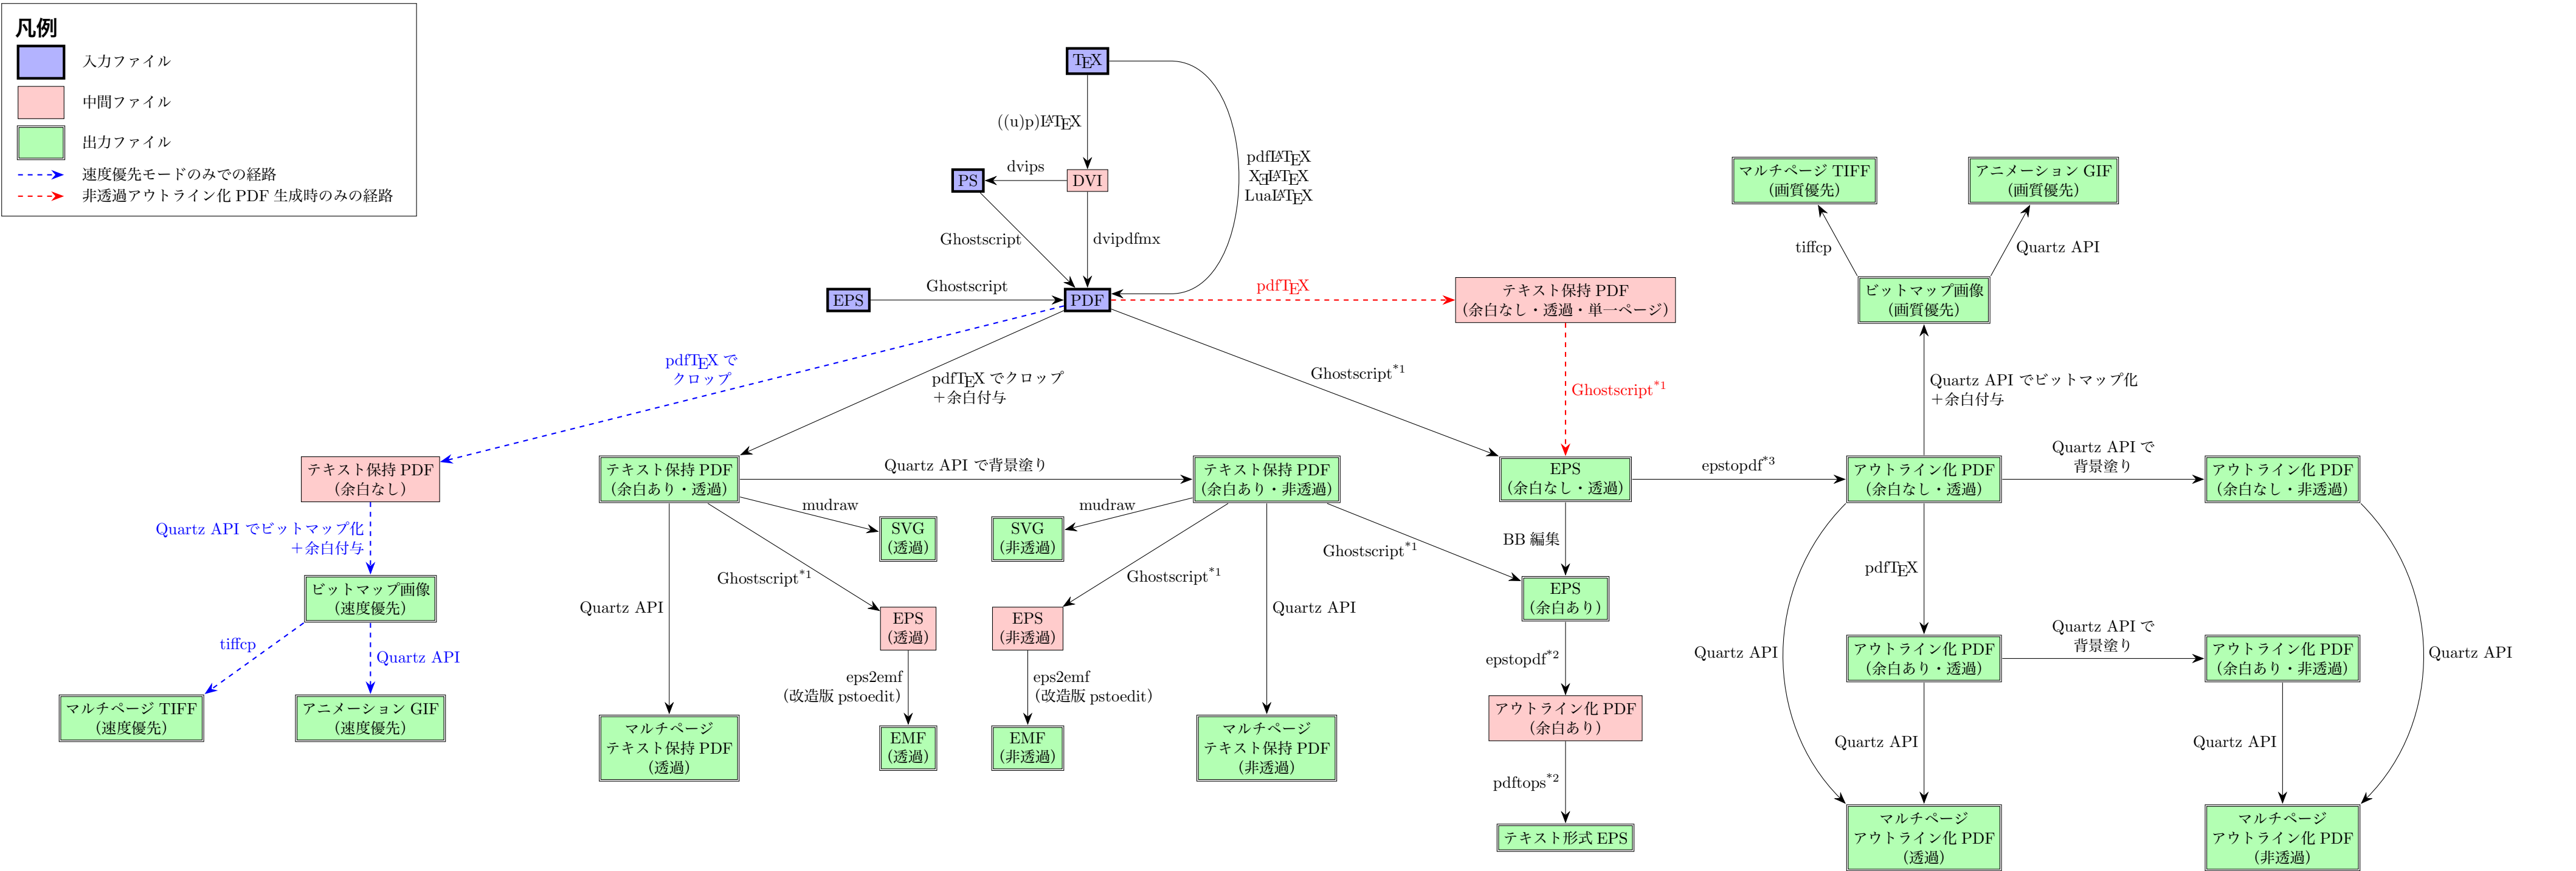 凡例
入力ファイル
中間ファイル
出力ファイル
速度優先モードのみでの経路
非透過アウトライン化 PDF 生成時のみの経路
TEX
((u)p)LATEX
pdfLATEX
XƎLATEX
LuaLATEX
dvips
PS
DVI
Ghostscript
dvipdfmx
EPS
Ghostscript
PDF
pdfTEX
テキスト保持 PDF
(余白なし・透過・単一ページ)
マルチページ TIFF
(画質優先)
アニメーション GIF
(画質優先)
tiffcp
Quartz API
ビットマップ画像
(画質優先)
pdfTEX で
クロップ
pdfTEX でクロップ
＋余白付与
Ghostscript*1
Ghostscript*1
Quartz API でビットマップ化
＋余白付与
テキスト保持 PDF
(余白なし)
テキスト保持 PDF
(余白あり・透過)
Quartz API で背景塗り
テキスト保持 PDF
(余白あり・非透過)
EPS
(余白なし・透過)
epstopdf*3
アウトライン化 PDF
(余白なし・透過)
Quartz API で
背景塗り
アウトライン化 PDF
(余白なし・非透過)
Quartz API でビットマップ化
＋余白付与
mudraw
SVG
(透過)
mudraw
SVG
(非透過)
Ghostscript*1
Ghostscript*1
Ghostscript*1
BB 編集
pdfTEX
ビットマップ画像
(速度優先)
Quartz API
EPS
(透過)
EPS
(非透過)
Quartz API
EPS
(余白あり)
tiffcp
Quartz API
eps2emf
(改造版 pstoedit)
eps2emf
(改造版 pstoedit)
epstopdf*2
Quartz API
アウトライン化 PDF
(余白あり・透過)
Quartz API で
背景塗り
アウトライン化 PDF
(余白あり・非透過)
Quartz API
マルチページ TIFF
(速度優先)
アニメーション GIF
(速度優先)
マルチページ
テキスト保持 PDF
(透過)
EMF
(透過)
EMF
(非透過)
マルチページ
テキスト保持 PDF
(非透過)
アウトライン化 PDF
(余白あり)
Quartz API
Quartz API
pdftops*2
テキスト形式 EPS
マルチページ
アウトライン化 PDF
(透過)
マルチページ
アウトライン化 PDF
(非透過)